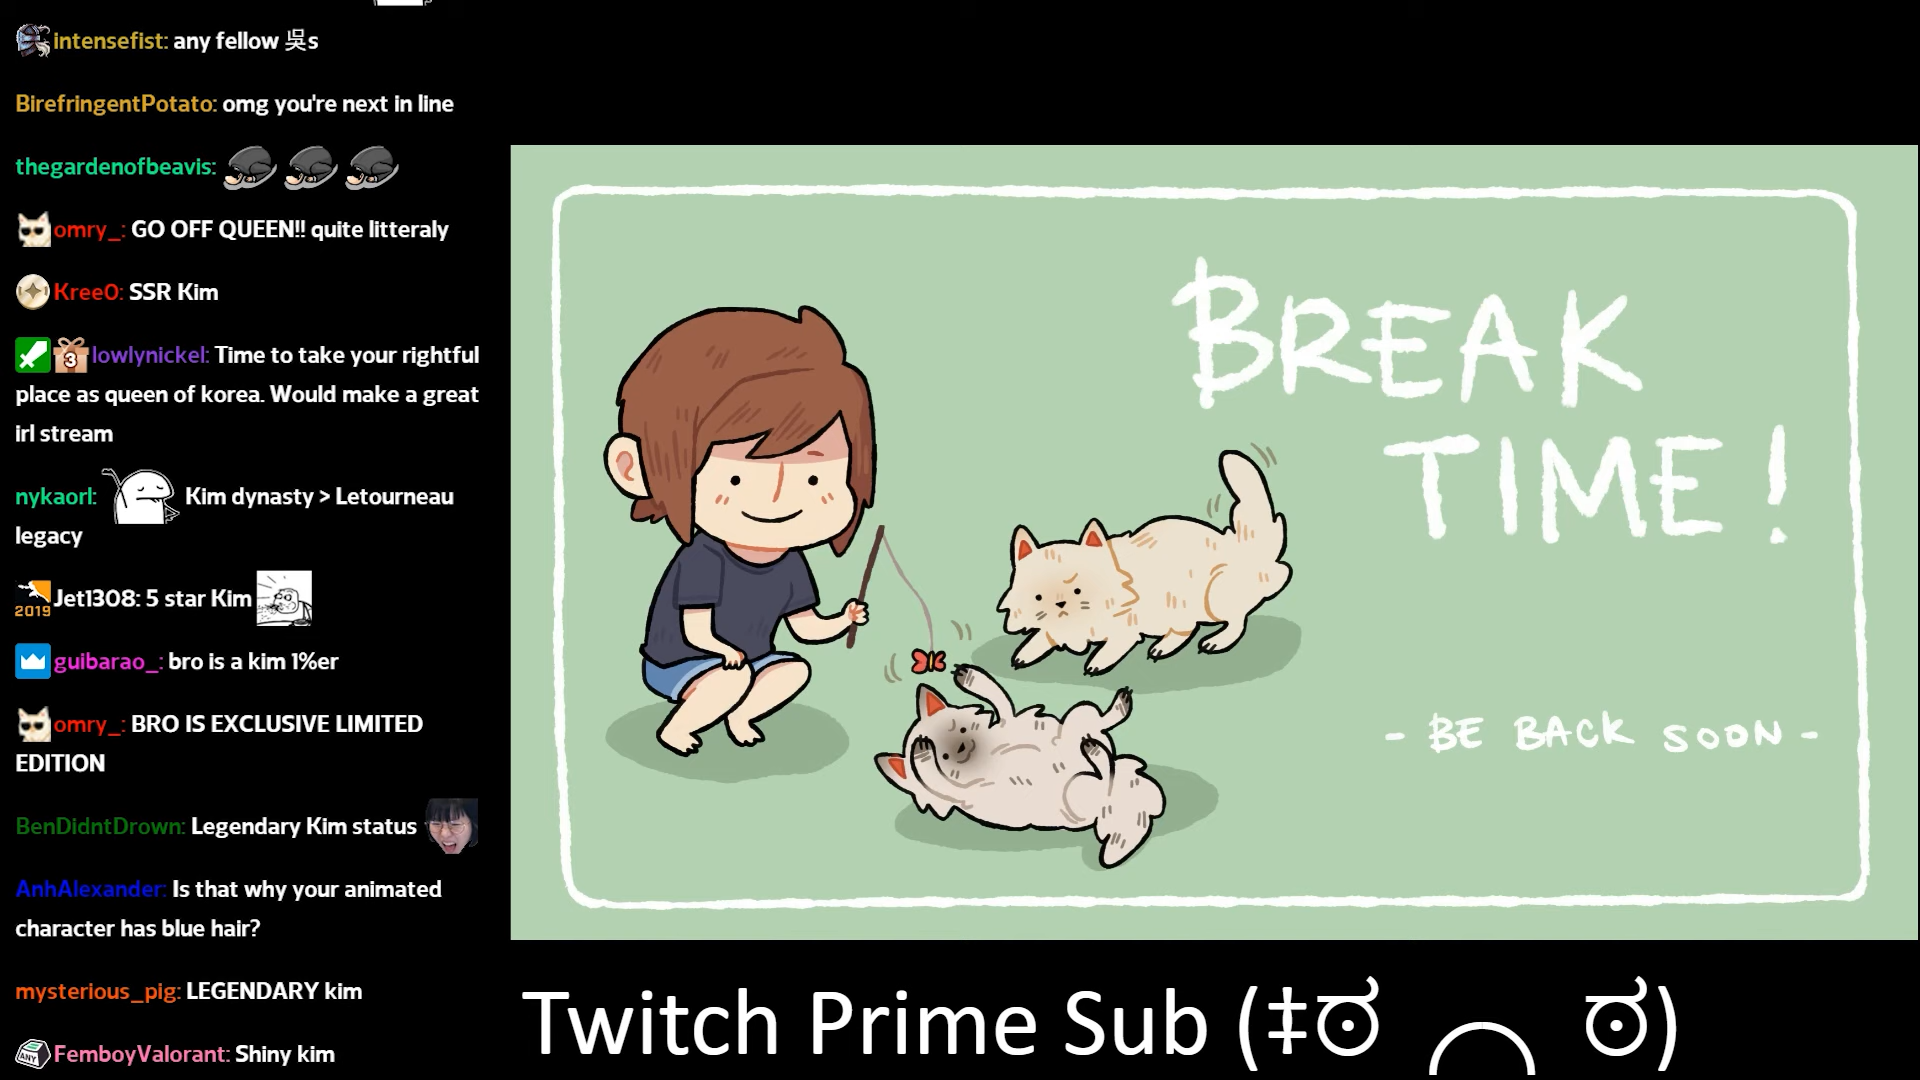 intensefist: any fellow 吳s
BirefringentPotato: omg you're next in line
thegardenofbeavis:
omry_: GO OFF QUEEN!! quite litteraly
KreeO: SSR Kim
3 lowlynickel: Time to take your rightful
place as queen of korea. Would make a great
irl stream
nykaorl: Kim dynasty > Letourneau
legacy
2019 Jet1308: 5 star Kim
guibarao_: bro is a kim 1%er
omry_: BRO IS EXCLUSIVE LIMITED
EDITION
BenDidntDrown: Legendary Kim status
AnhAlexander: Is that why your animated
character has blue hair?
mysterious_pig: LEGENDARY kim
ANY FemboyValorant: Shiny kim
BREAK
TIME!
- BE BACK SOON -
Twitch Prime Sub (‡ಠ ╭╮ ಠ)